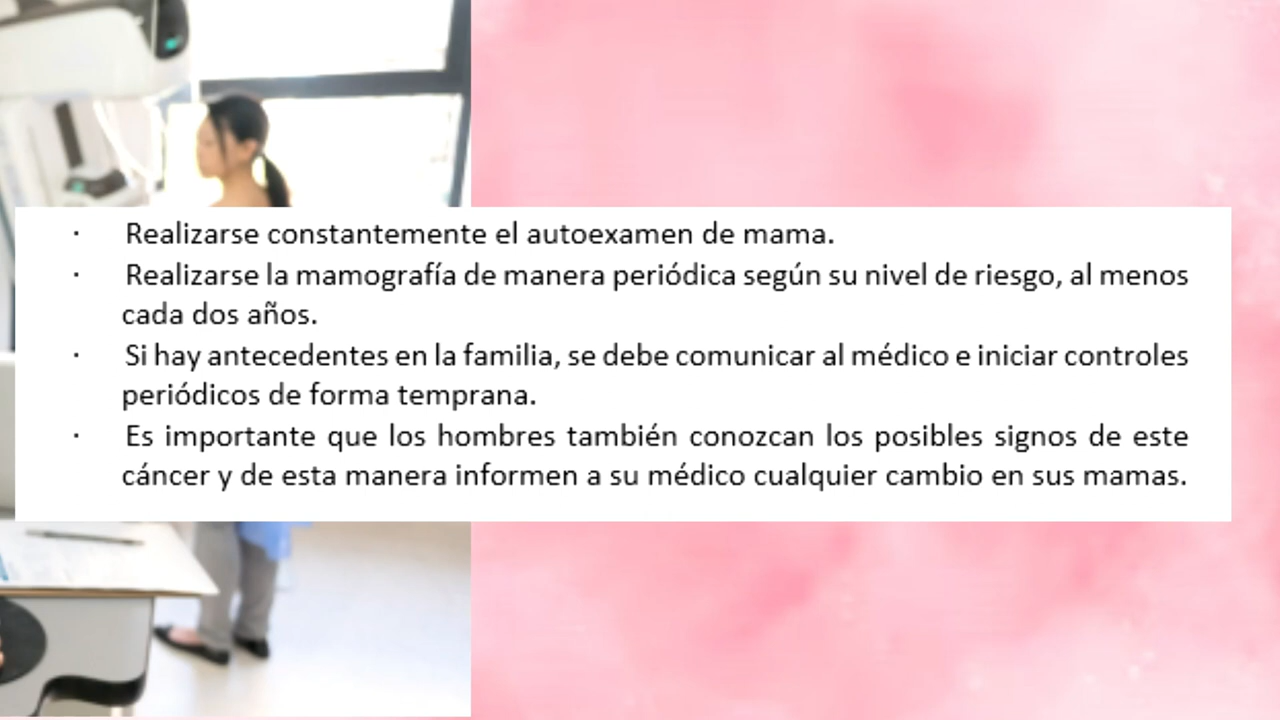 · Realizarse constantemente el autoexamen de mama.
· Realizarse la mamografía de manera periódica según su nivel de riesgo, al menos
cada dos años.
· Si hay antecedentes en la familia, se debe comunicar al médico e iniciar controles
periódicos de forma temprana.
· Es importante que los hombres también conozcan los posibles signos de este
cáncer y de esta manera informen a su médico cualquier cambio en sus mamas.